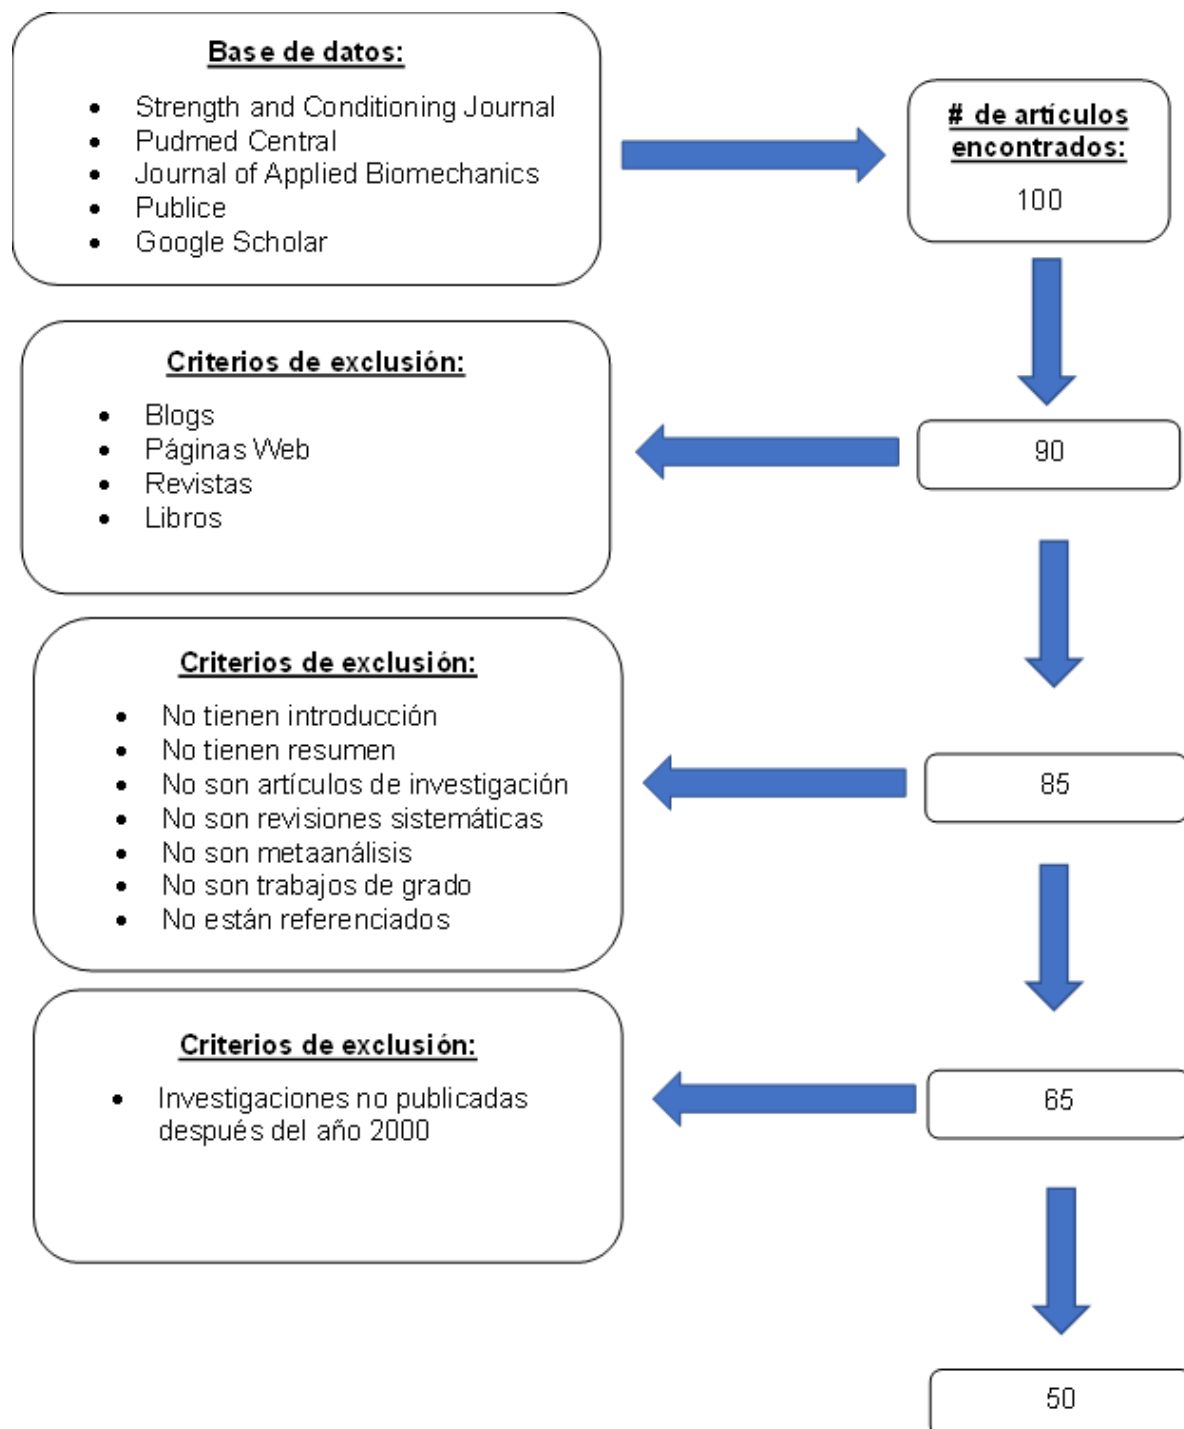 Base de datos:
• Strength and Conditioning Journal
• Pudmed Central
• Journal of Applied Biomechanics
• Publice
• Google Scholar
# de artículos
encontrados:
100
Criterios de exclusión:
• Blogs
• Páginas Web
• Revistas
• Libros
90
Criterios de exclusión:
• No tienen introducción
• No tienen resumen
• No son artículos de investigación
• No son revisiones sistemáticas
• No son metaanálisis
• No son trabajos de grado
• No están referenciados
85
Criterios de exclusión:
• Investigaciones no publicadas
después del año 2000
65
50